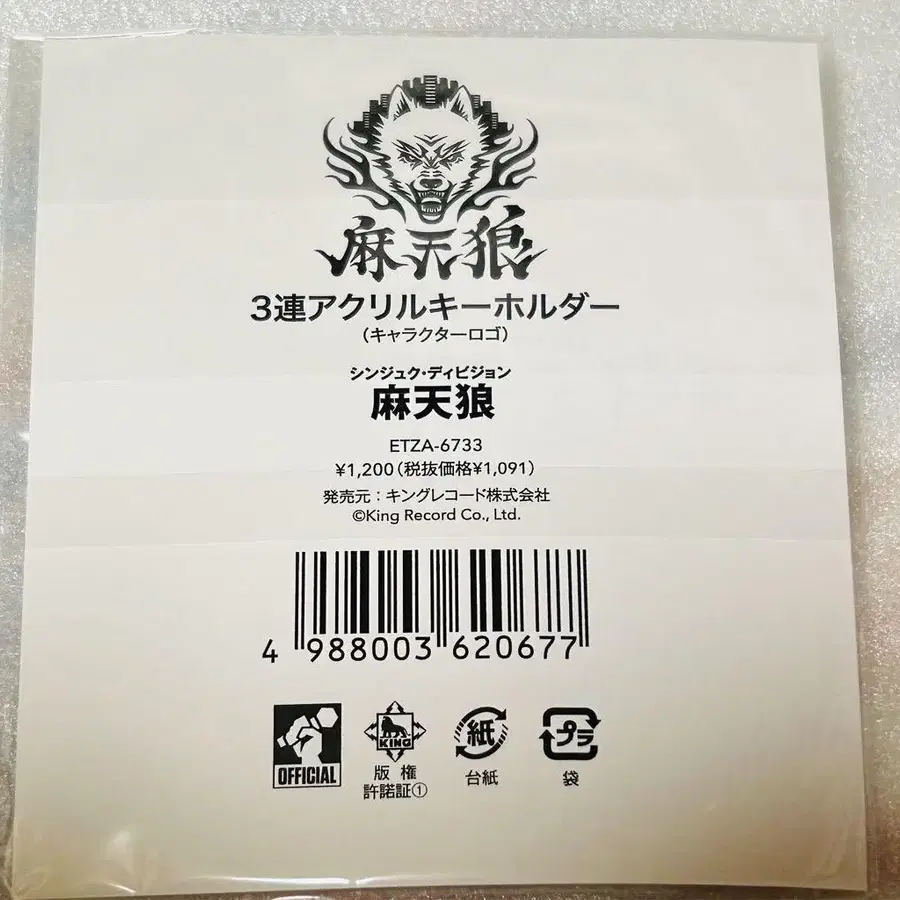 麻天狼
3連アクリルキーホルダー
(キャラクターロゴ)
シンジュク・ディビジョン
麻天狼
ETZA-6733
¥1,200(税抜価格¥1,091)
発売元:キングレコード株式会社
©King Record Co., Ltd.
4 988003 620677
OFFICIAL
KING
版権
許諾証①
紙
台紙
プラ
袋